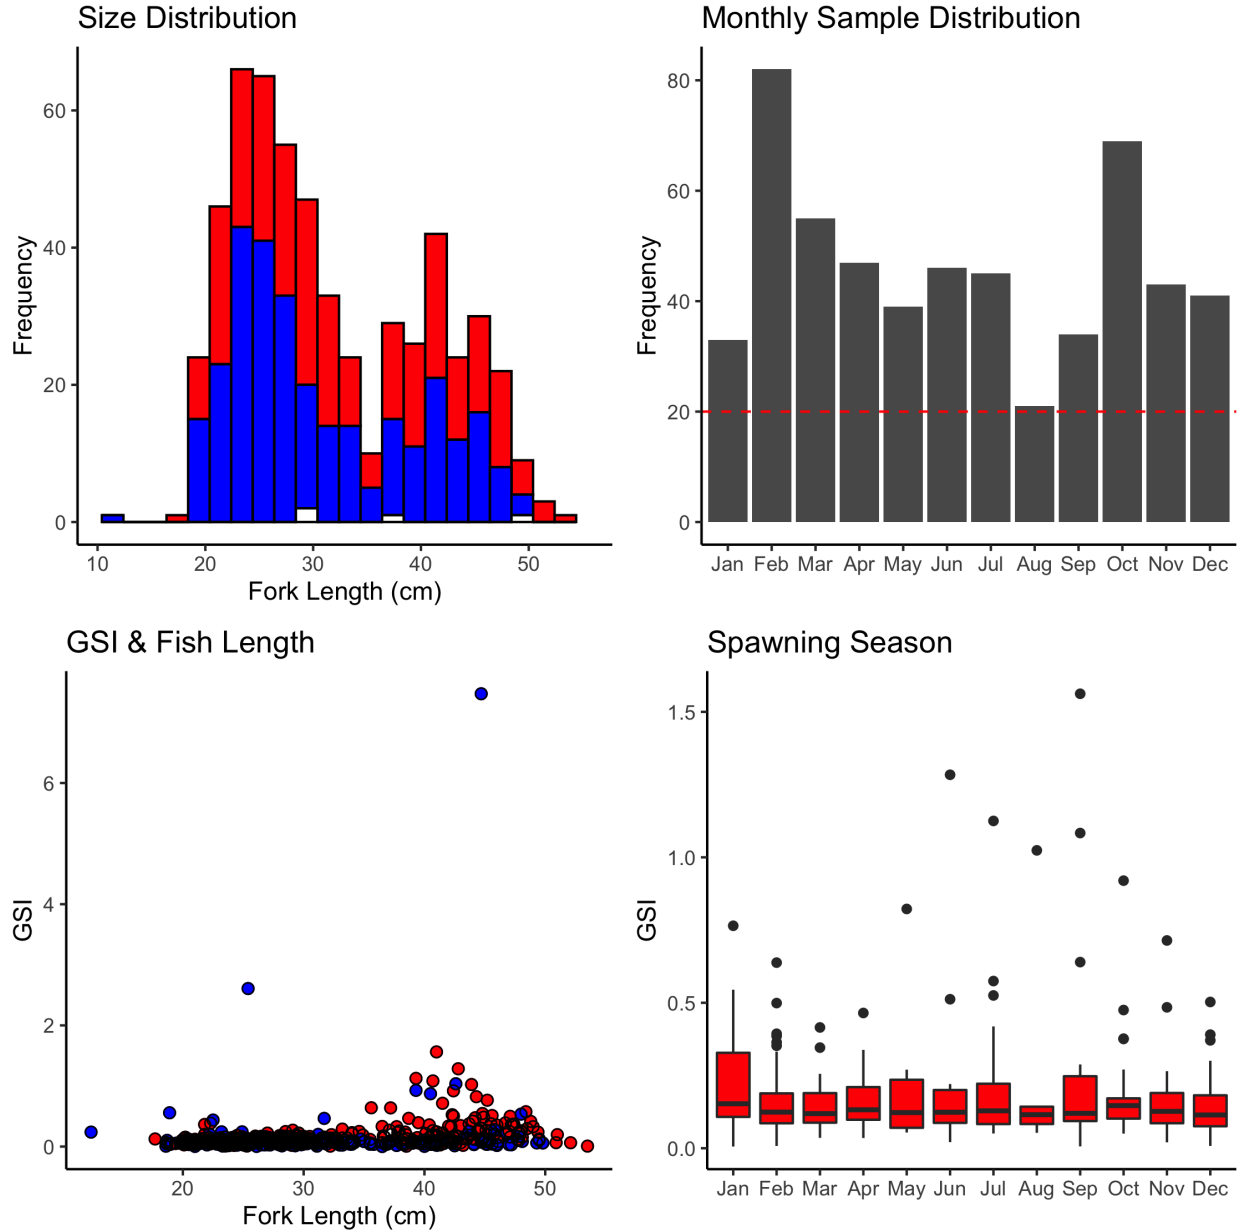 Size Distribution
Frequency
60
40
20
0
10 20 30 40 50
Fork Length (cm)
Monthly Sample Distribution
Frequency
80
60
40
20
0
Jan Feb Mar Apr May Jun Jul Aug Sep Oct Nov Dec
GSI & Fish Length
GSI
6
4
2
0
20 30 40 50
Fork Length (cm)
Spawning Season
GSI
1.5
1.0
0.5
0.0
Jan Feb Mar Apr May Jun Jul Aug Sep Oct Nov Dec